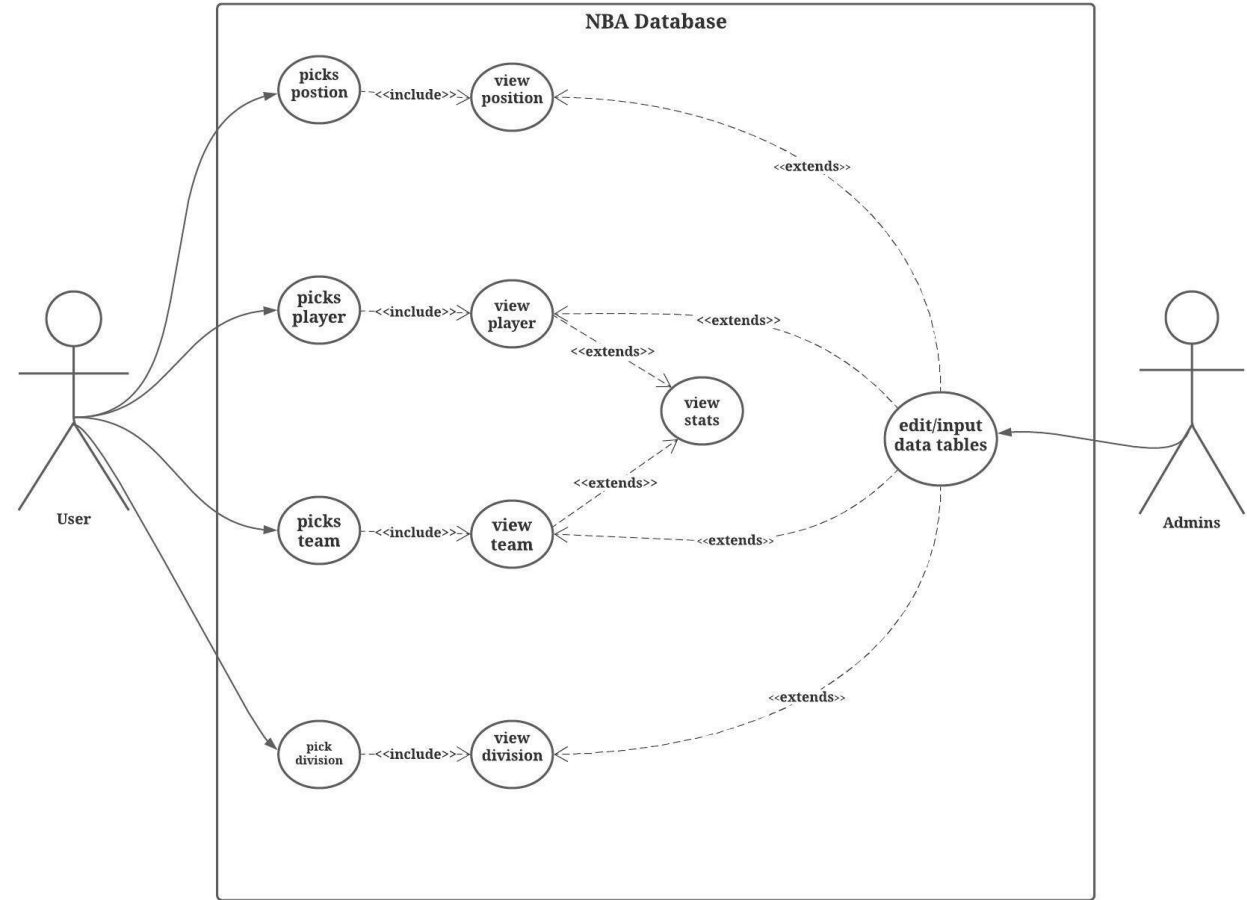 NBA Database
picks
postion
<<include>>
view
position
<<extends>>
picks
player
<<include>>
view
player
<<extends>>
<<extends>>
view
stats
edit/input
data tables
<<extends>>
picks
team
<<include>>
view
team
<<extends>>
User
Admins
<<extends>>
pick
division
<<include>>
view
division